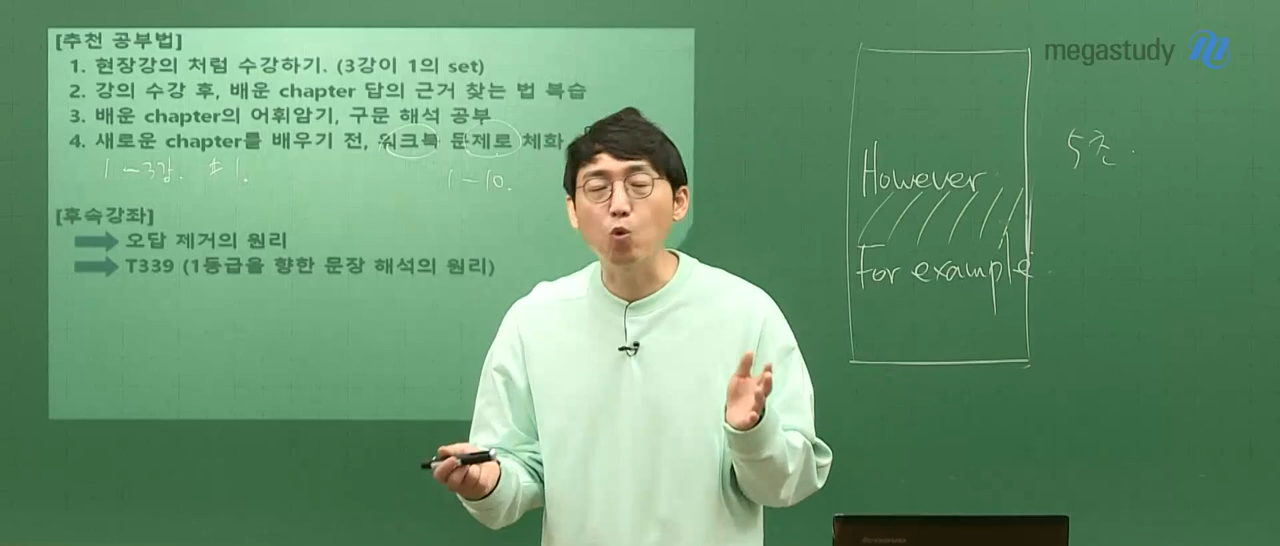 [추천 공부법]
1. 현장강의 처럼 수강하기. (3강이 1의 set)
2. 강의 수강 후, 배운 chapter 답의 근거 찾는 법 복습
3. 배운 chapter의 어휘암기, 구문 해석 공부
4. 새로운 chapter를 배우기 전, 워크북 문제로 체화
1-3강. #1.
1-10.
[후속강좌]
오답 제거의 원리
T339 (1등급을 향한 문장 해석의 원리)
megastudy
However
For example
5초.